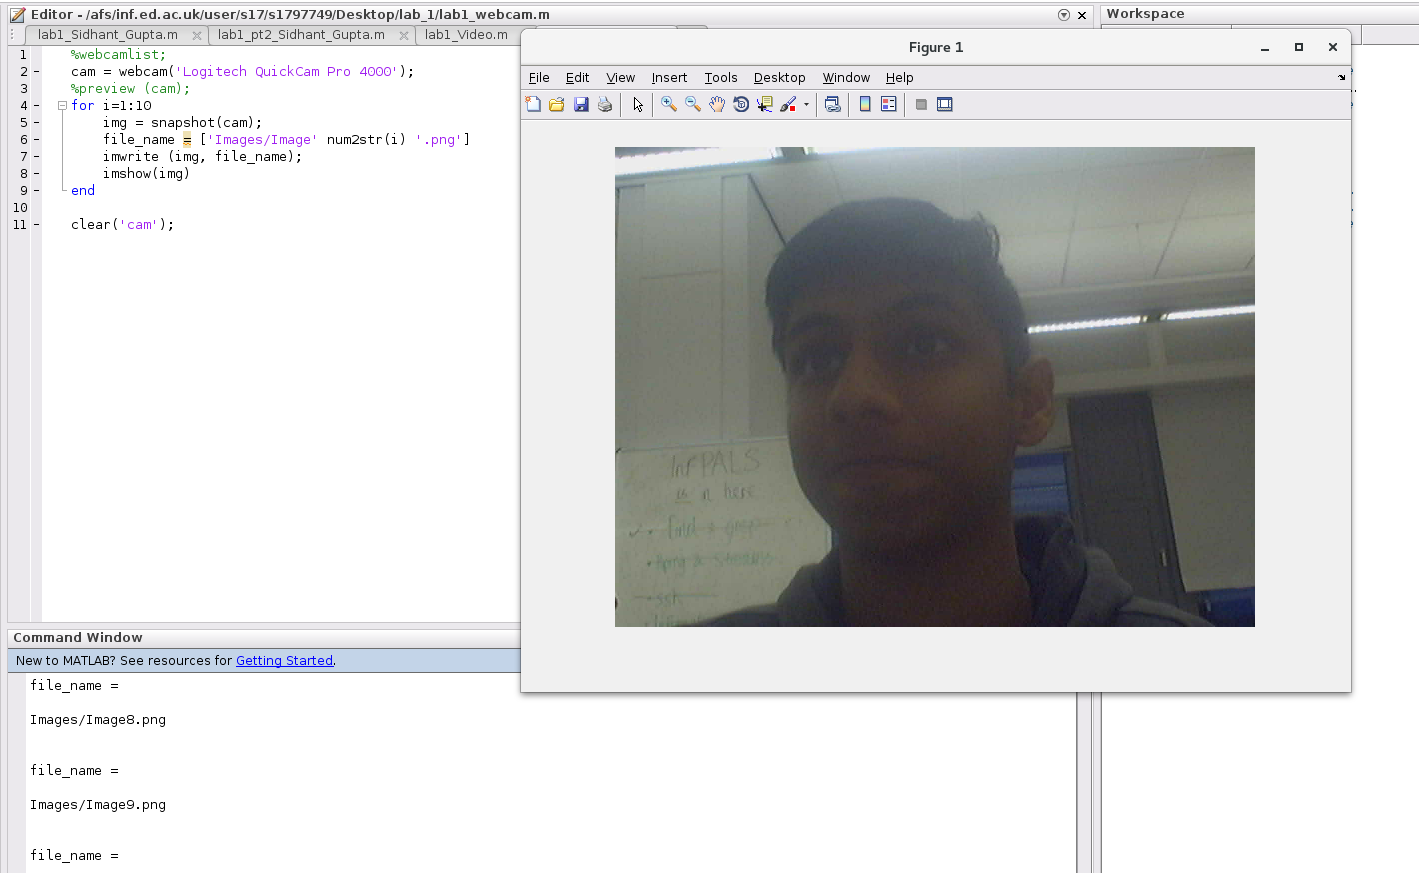 Editor - /afs/inf.ed.ac.uk/user/s17/s1797749/Desktop/lab_1/lab1_webcam.m
Workspace
lab1_Sidhant_Gupta.m
lab1_pt2_Sidhant_Gupta.m
lab1_Video.m
1 %webcamlist;
2 - cam = webcam('Logitech QuickCam Pro 4000');
3 %preview (cam);
4 - for i=1:10
5 - img = snapshot(cam);
6 - file_name = ['Images/Image' num2str(i) '.png']
7 - imwrite (img, file_name);
8 - imshow(img)
9 - end
10
11 - clear('cam');
Figure 1
File Edit View Insert Tools Desktop Window Help
InFPALS
is in here
ssh
Command Window
New to MATLAB? See resources for Getting Started.
file_name =
Images/Image8.png
file_name =
Images/Image9.png
file_name =